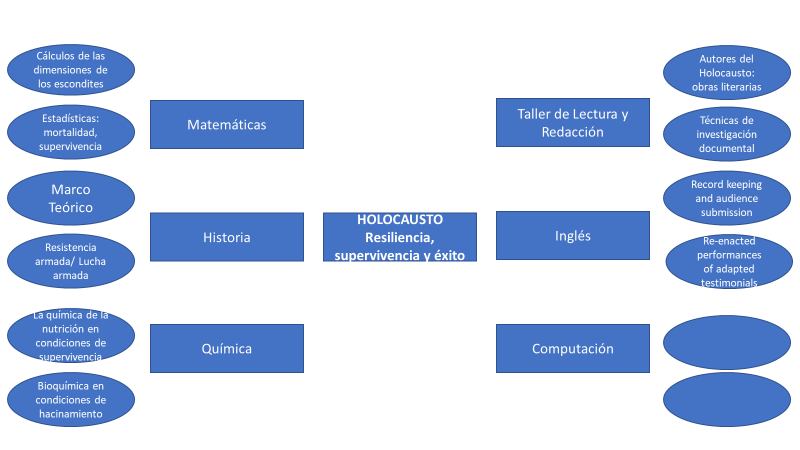 Cálculos de las
dimensiones de
los escondites
Estadísticas:
mortalidad,
supervivencia
Matemáticas
Marco
Teórico
Resistencia
armada/ Lucha
armada
Historia
La química de la
nutrición en
condiciones de
supervivencia
Bioquímica en
condiciones de
hacinamiento
Química
HOLOCAUSTO
Resiliencia,
supervivencia y éxito
Taller de Lectura y
Redacción
Autores del
Holocausto:
obras literarias
Técnicas de
investigación
documental
Inglés
Record keeping
and audience
submission
Re-enacted
performances
of adapted
testimonials
Computación